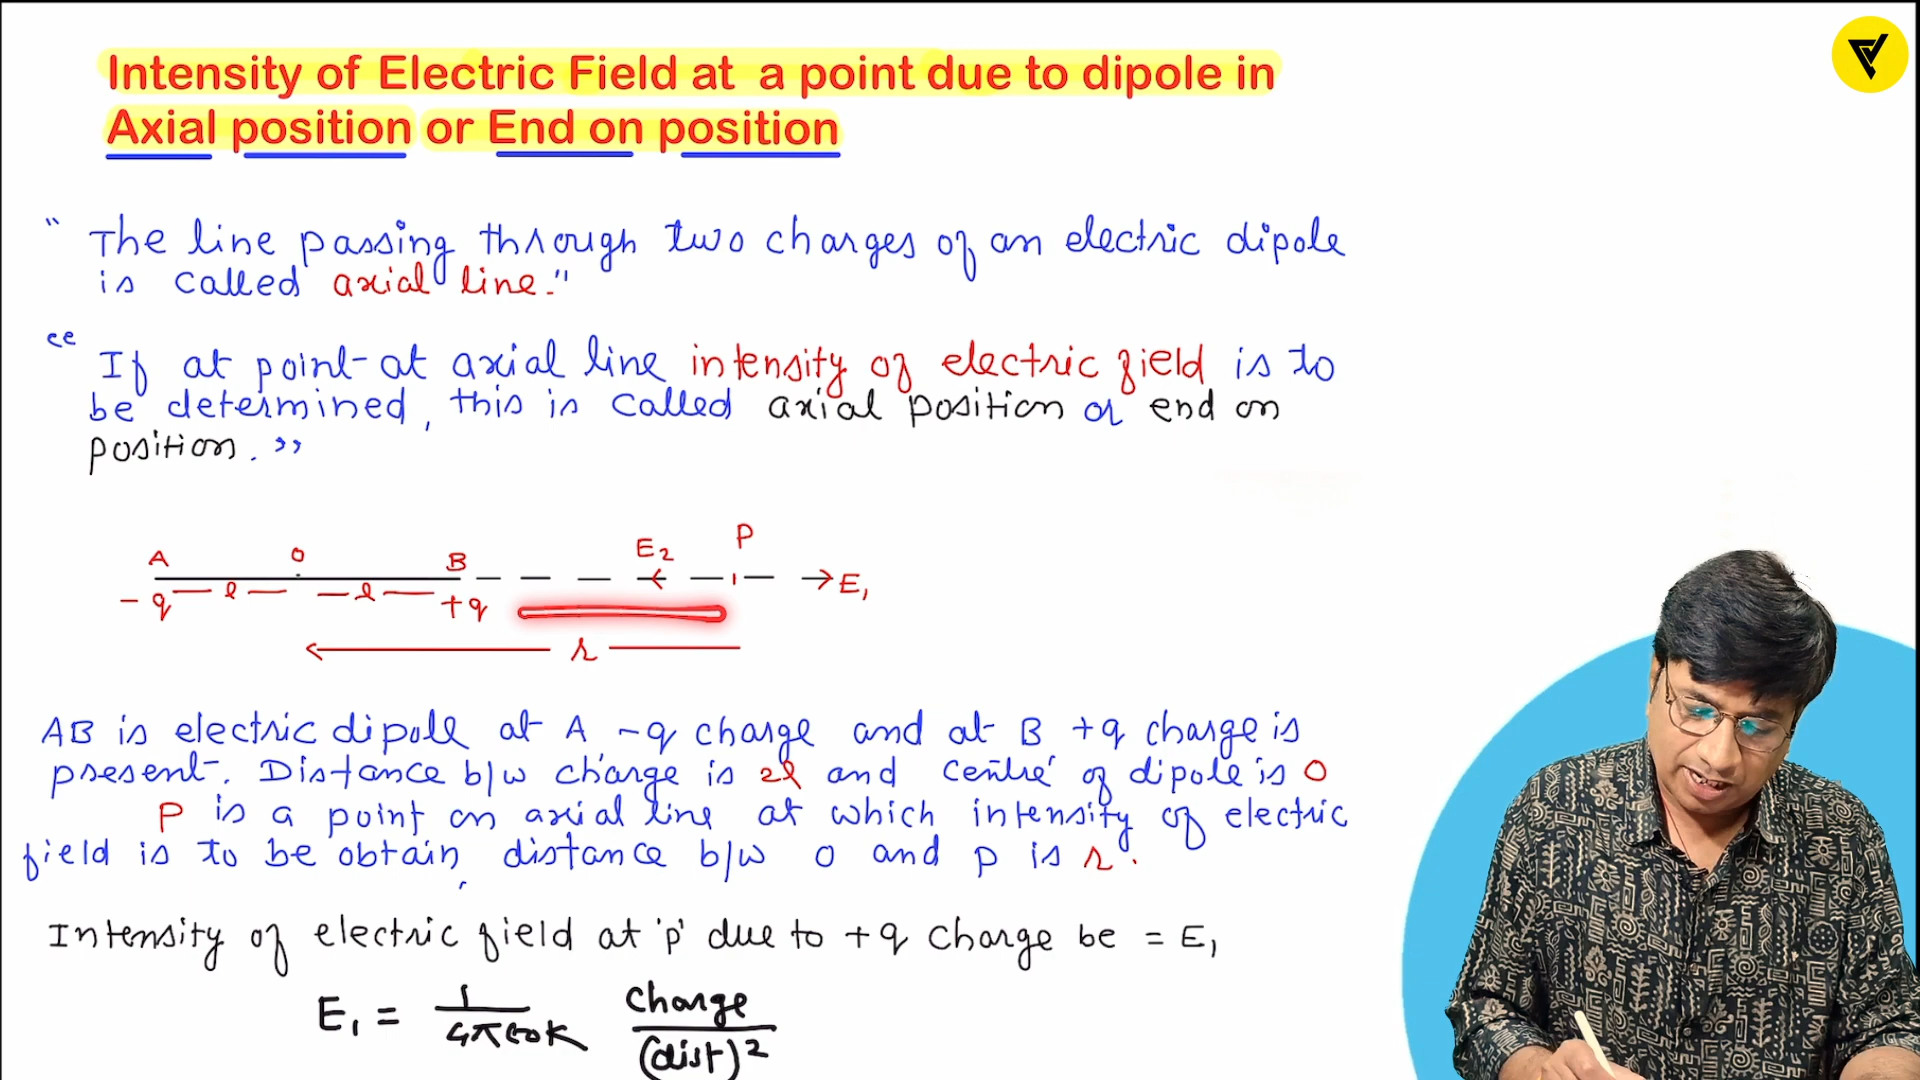 Intensity of Electric Field at a point due to dipole in
Axial position or End on position
" The line passing through two charges of an electric dipole
is called axial line."
“ If at point at axial line intensity of electric field is to
be determined, this is called axial position or end on
position. ”
A O B E2 P
E1
-q l l +q
r
AB is electric dipole at A -q charge and at B +q charge is
present. Distance b/w charge is 2l and centre of dipole is O
P is a point on axial line at which intensity of electric
field is to be obtain, distance b/w O and P is r.
Intensity of electric field at 'P' due to +q charge be = E1
E1 = 1/4π∈0K charge/(dist)²